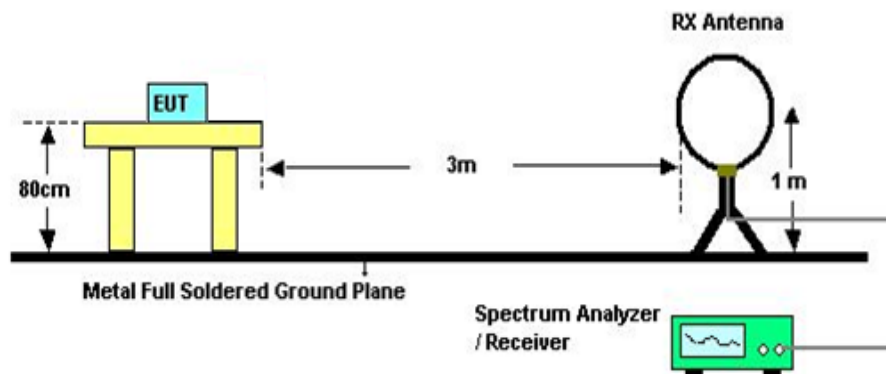 RX Antenna
EUT
3m
80cm
1 m
Metal Full Soldered Ground Plane
Spectrum Analyzer
/ Receiver